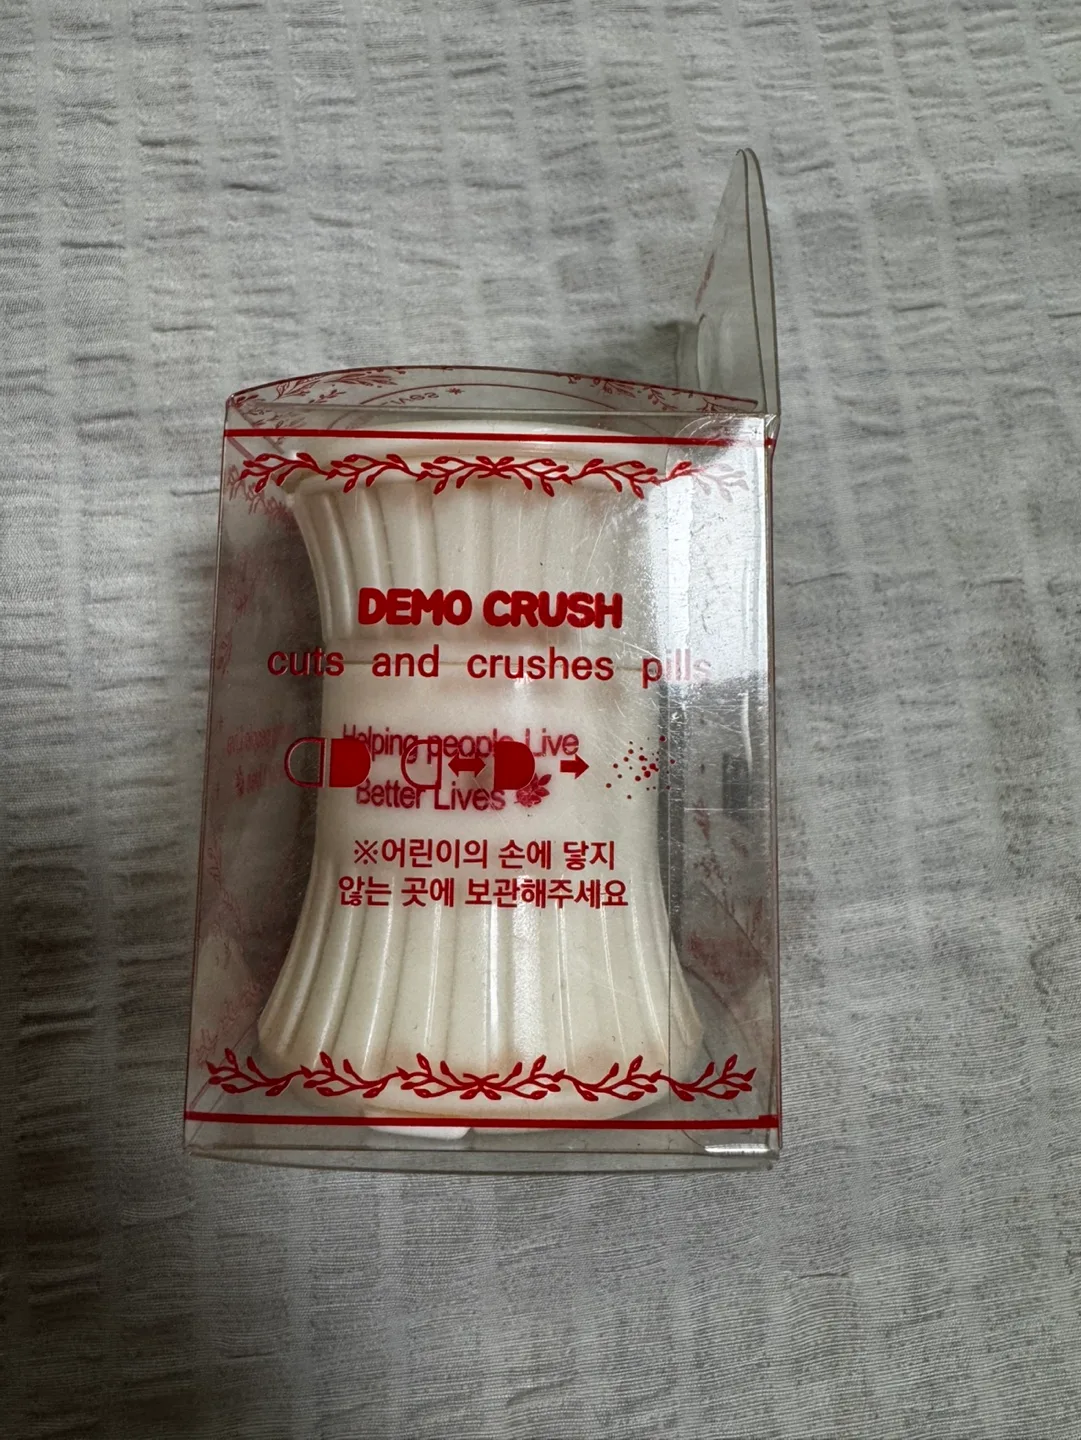 DEMO CRUSH
cuts and crushes pills
Helping people Live
Better Lives
※어린이의 손에 닿지
않는 곳에 보관해주세요